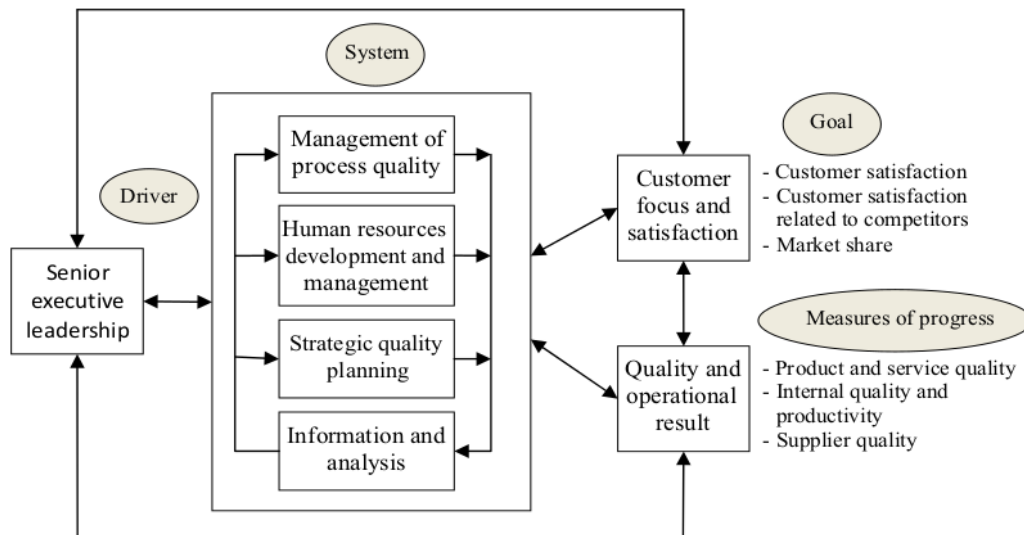 System
Driver
Senior
executive
leadership
Management of
process quality
Human resources
development and
management
Strategic quality
planning
Information and
analysis
Customer
focus and
satisfaction
Quality and
operational
result
Goal
- Customer satisfaction
- Customer satisfaction
related to competitors
- Market share
Measures of progress
- Product and service quality
- Internal quality and
productivity
- Supplier quality